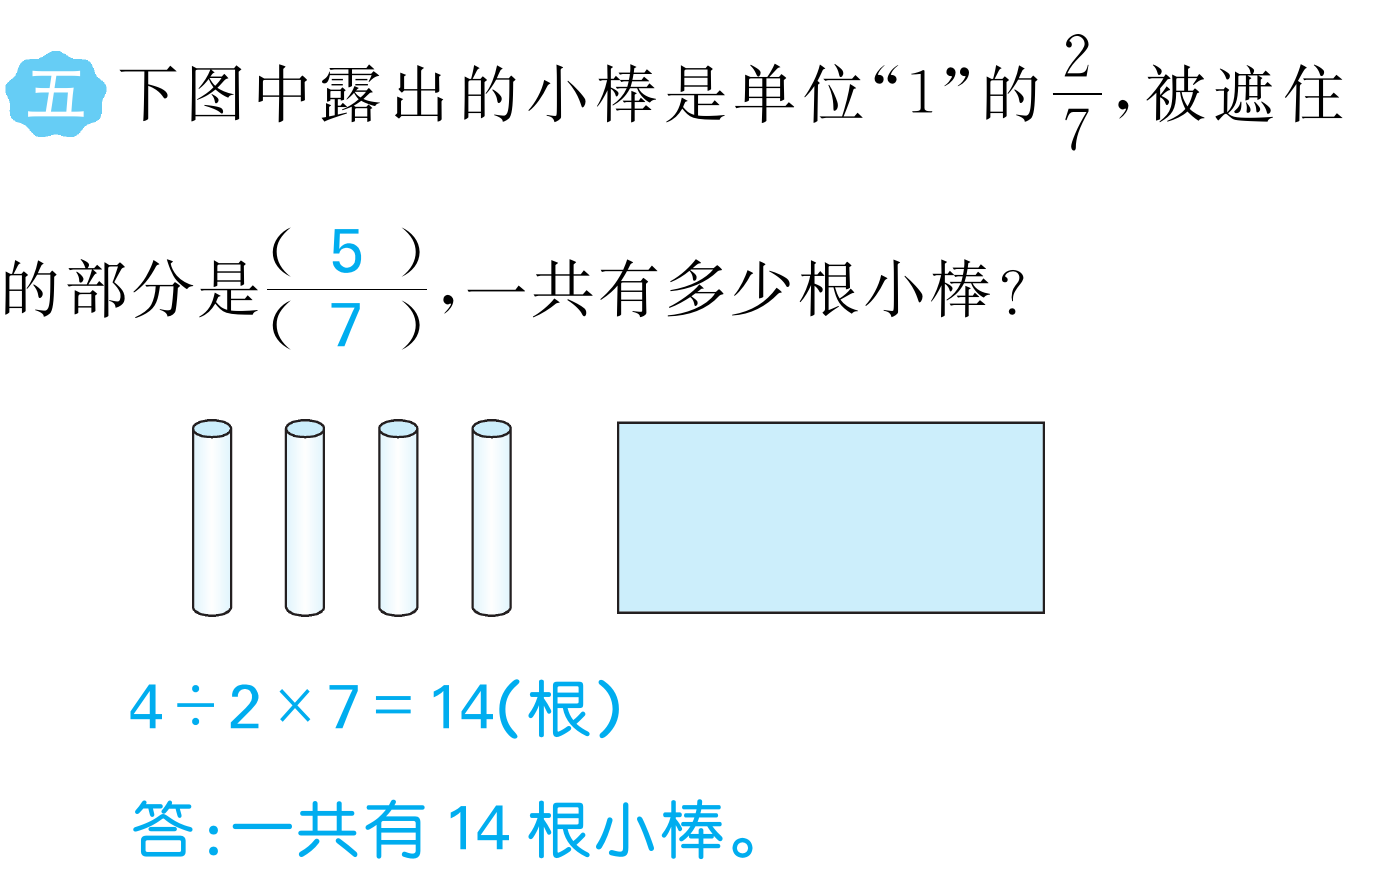 五 下图中露出的小棒是单位“1”的2/7,被遮住
的部分是( 5 )/( 7 ),一共有多少根小棒?
4÷2×7=14(根)
答:一共有 14 根小棒。